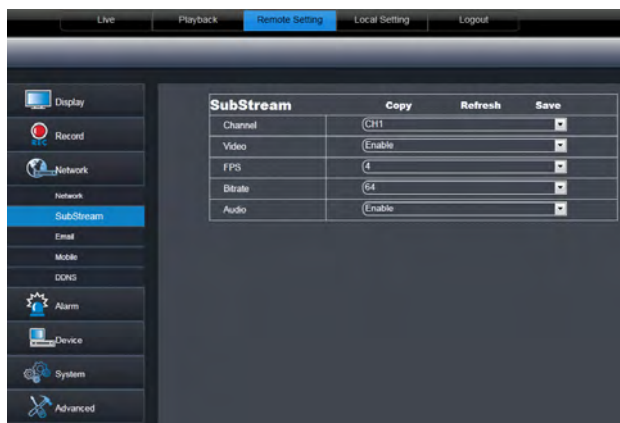 Live Playback Remote Setting Local Setting Logout
Display
Record
REC
Network
Network
SubStream
Email
Mobile
DDNS
Alarm
Device
System
Advanced
SubStream Copy Refresh Save
Channel CH1
Video Enable
FPS 4
Bitrate 64
Audio Enable